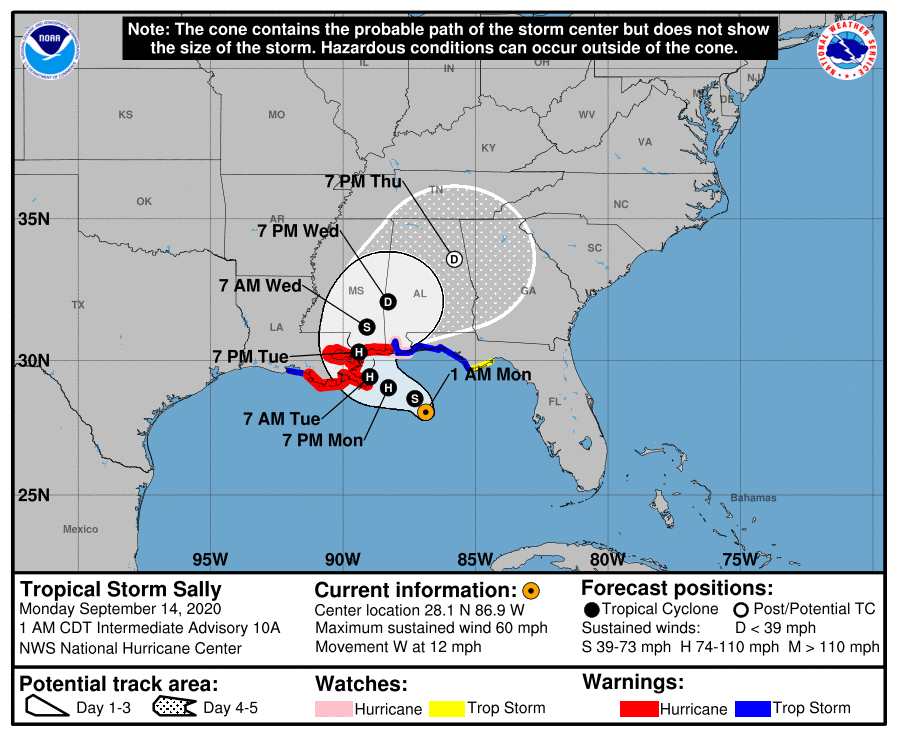 Note: The cone contains the probable path of the storm center but does not show
the size of the storm. Hazardous conditions can occur outside of the cone.
NOAA
NATIONAL WEATHER SERVICE
IL
IN
OH
NJ
DE
KS
MO
WV
KY
VA
7 PM Thu
TN
OK
NC
35N
AR
7 PM Wed
SC
7 AM Wed
MS
AL
GA
TX
LA
7 PM Tue
30N
1 AM Mon
FL
7 AM Tue
7 PM Mon
25N
Bahamas
Mexico
95W
90W
85W
80W
75W
D
D
S
H
H
H
S
Tropical Storm Sally
Monday September 14, 2020
1 AM CDT Intermediate Advisory 10A
NWS National Hurricane Center
Current information:
Center location 28.1 N 86.9 W
Maximum sustained wind 60 mph
Movement W at 12 mph
Forecast positions:
Tropical Cyclone
Post/Potential TC
Sustained winds:
D < 39 mph
S 39-73 mph
H 74-110 mph
M > 110 mph
Potential track area:
Day 1-3
Day 4-5
Watches:
Hurricane
Trop Storm
Warnings:
Hurricane
Trop Storm